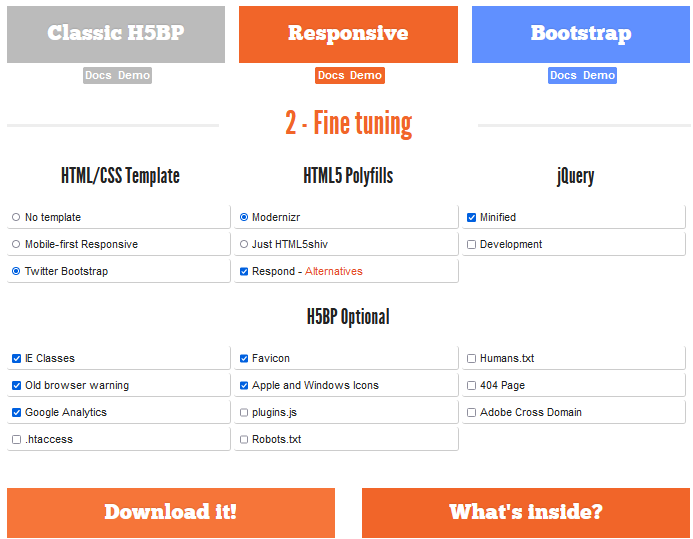 Classic H5BP Responsive Bootstrap
Docs Demo Docs Demo Docs Demo
2 - Fine tuning
HTML/CSS Template HTML5 Polyfills jQuery
No template Modernizr Minified
Mobile-first Responsive Just HTML5shiv Development
Twitter Bootstrap Respond - Alternatives
H5BP Optional
IE Classes Favicon Humans.txt
Old browser warning Apple and Windows Icons 404 Page
Google Analytics plugins.js Adobe Cross Domain
.htaccess Robots.txt
Download it! What's inside?